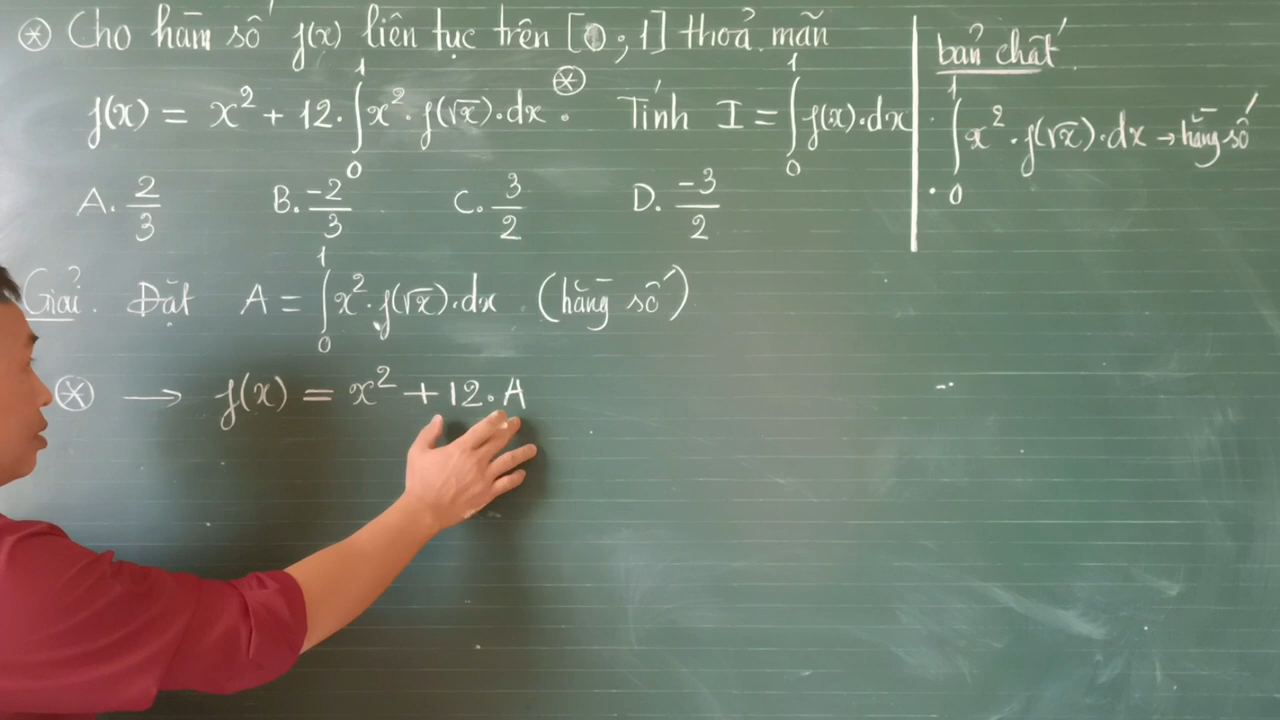 ⊛ Cho hàm số f(x) liên tục trên [0;1] thoả mãn
f(x) = x² + 12.∫₀¹ x².f(√x).dx ⊛. Tính I = ∫₀¹ f(x).dx
A. 2/3 B. -2/3 C. 3/2 D. -3/2
bản chất
∫₀¹ x².f(√x).dx → hằng số
Giải. Đặt A = ∫₀¹ x².f(√x).dx (hằng số)
⊛ → f(x) = x² + 12.A